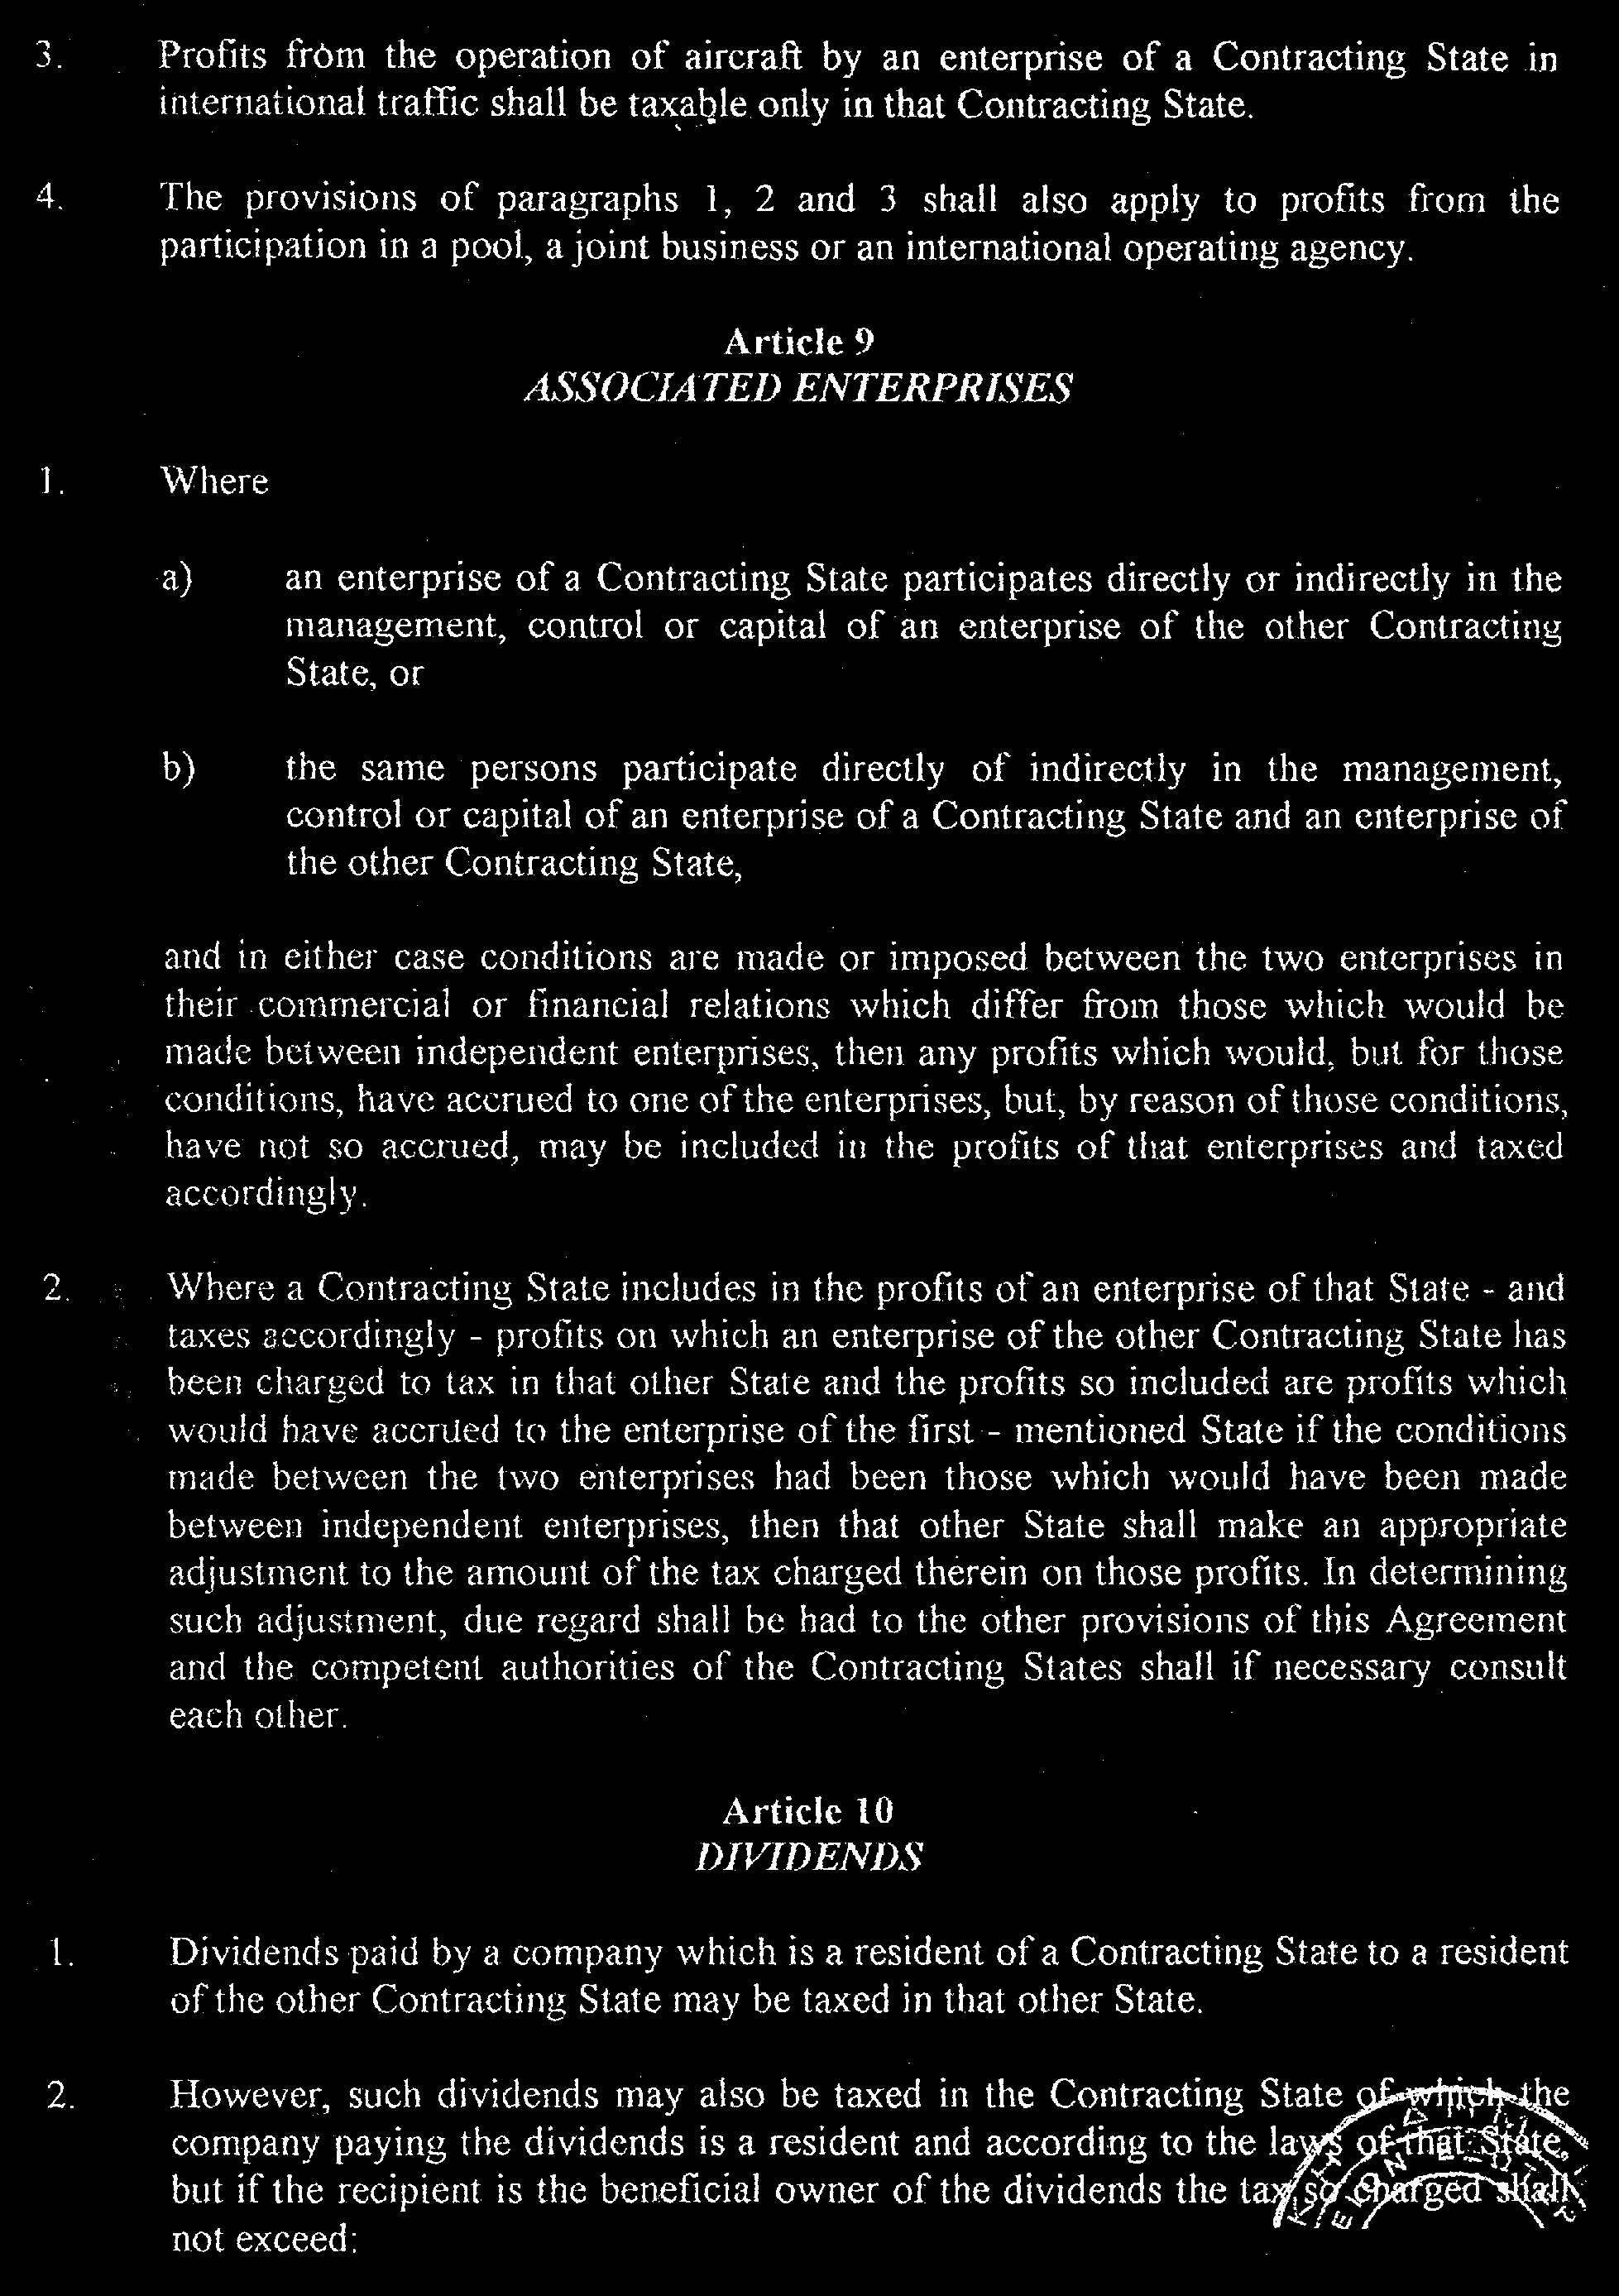 3. Profits from the operation of aircraft by an enterprise of a Contracting State in
international traffic shall be taxable only in that Contracting State.
4. The provisions of paragraphs 1, 2 and 3 shall also apply to profits from the
participation in a pool, a joint business or an international operating agency.
Article 9
ASSOCIATED ENTERPRISES
1. Where
a) an enterprise of a Contracting State participates directly or indirectly in the
management, control or capital of an enterprise of the other Contracting
State, or
b) the same persons participate directly of indirectly in the management,
control or capital of an enterprise of a Contracting State and an enterprise of
the other Contracting State,
and in either case conditions are made or imposed between the two enterprises in
their commercial or financial relations which differ from those which would be
made between independent enterprises, then any profits which would, but for those
conditions, have accrued to one of the enterprises, but, by reason of those conditions,
have not so accrued, may be included in the profits of that enterprises and taxed
accordingly.
2. Where a Contracting State includes in the profits of an enterprise of that State - and
taxes accordingly - profits on which an enterprise of the other Contracting State has
been charged to tax in that other State and the profits so included are profits which
would have accrued to the enterprise of the first - mentioned State if the conditions
made between the two enterprises had been those which would have been made
between independent enterprises, then that other State shall make an appropriate
adjustment to the amount of the tax charged therein on those profits. In determining
such adjustment, due regard shall be had to the other provisions of this Agreement
and the competent authorities of the Contracting States shall if necessary consult
each other.
Article 10
DIVIDENDS
1. Dividends paid by a company which is a resident of a Contracting State to a resident
of the other Contracting State may be taxed in that other State.
2. However, such dividends may also be taxed in the Contracting State of which the
company paying the dividends is a resident and according to the laws of that State,
but if the recipient is the beneficial owner of the dividends the tax so charged shall
not exceed: